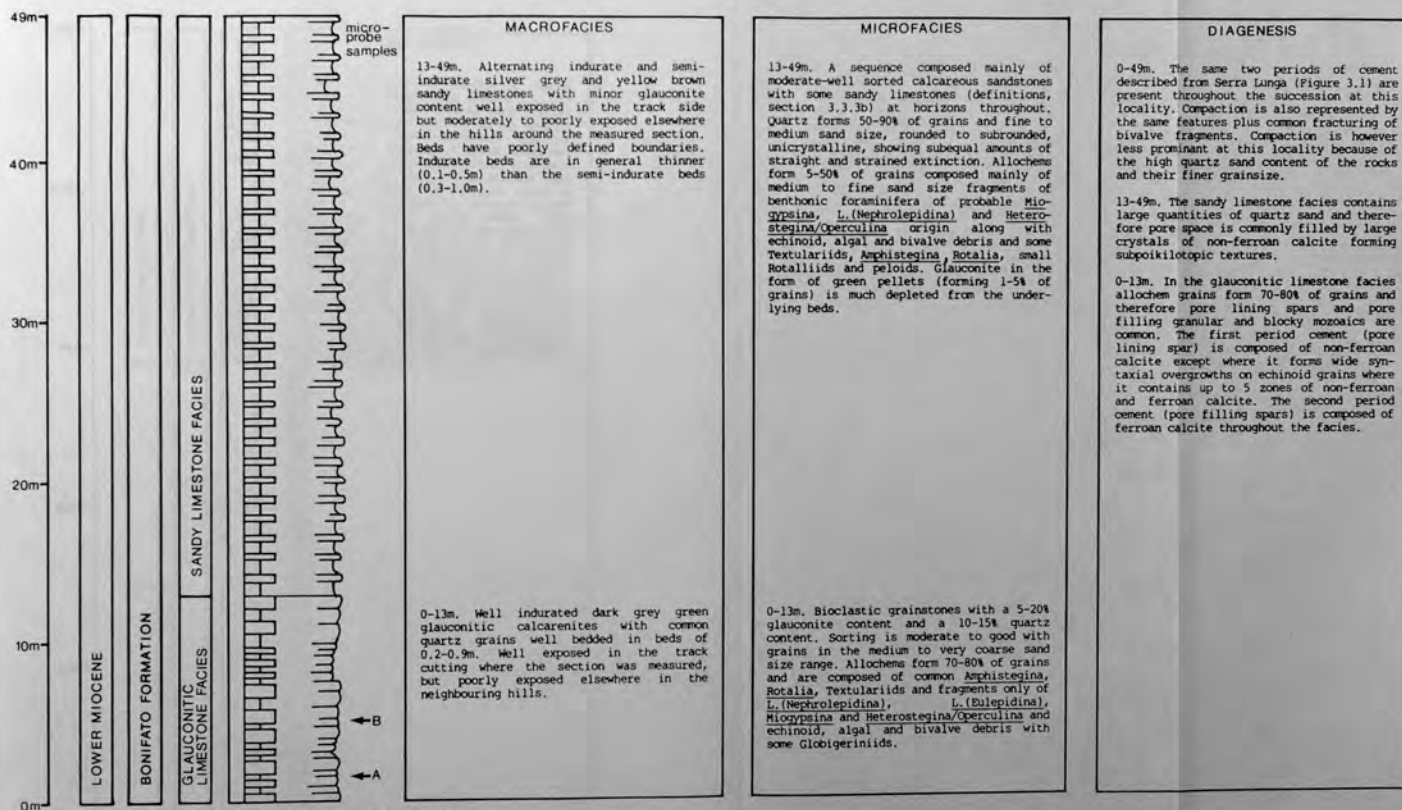 49m
40m
30m
20m
10m
0m
LOWER MIOCENE
BONIFATO FORMATION
SANDY LIMESTONE FACIES
GLAUCONITIC
LIMESTONE FACIES
micro-
probe
samples
B
A
MACROFACIES
13-49m. Alternating indurate and semi-
indurate silver grey and yellow brown
sandy limestones with minor glauconite
content well exposed in the track side
but moderately to poorly exposed elsewhere
in the hills around the measured section.
Beds have poorly defined boundaries.
Indurate beds are in general thinner
(0.1-0.5m) than the semi-indurate beds
(0.3-1.0m).
0-13m. Well indurated dark grey green
glauconitic calcarenites with common
quartz grains well bedded in beds of
0.2-0.9m. Well exposed in the track
cutting where the section was measured,
but poorly exposed elsewhere in the
neighbouring hills.
MICROFACIES
13-49m. A sequence composed mainly of
moderate-well sorted calcareous sandstones
with some sandy limestones (definitions,
section 3.3.3b) at horizons throughout.
Quartz forms 50-90% of grains and fine to
medium sand size, rounded to subrounded,
unicrystalline, showing subequal amounts of
straight and strained extinction. Allochems
form 5-50% of grains composed mainly of
medium to fine sand size fragments of
benthonic foraminifera of probable Mio-
gypsina, L.(Nephrolepidina) and Hetero-
stegina/Operculina origin along with
echinoid, algal and bivalve debris and some
Textulariids, Amphistegina, Rotalia, small
Rotalliids and peloids. Glauconite in the
form of green pellets (forming 1-5% of
grains) is much depleted from the under-
lying beds.
0-13m. Bioclastic grainstones with a 5-20%
glauconite content and a 10-15% quartz
content. Sorting is moderate to good with
grains in the medium to very coarse sand
size range. Allochems form 70-80% of grains
and are composed of common Amphistegina,
Rotalia, Textulariids and fragments only of
L.(Nephrolepidina), L.(Eulepidina),
Miogypsina and Heterostegina/Operculina and
echinoid, algal and bivalve debris with
some Globigeriniids.
DIAGENESIS
0-49m. The same two periods of cement
described from Serra Lunga (Figure 3.1) are
present throughout the succession at this
locality. Compaction is also represented by
the same features plus common fracturing of
bivalve fragments. Compaction is however
less prominant at this locality because of
the high quartz sand content of the rocks
and their finer grainsize.
13-49m. The sandy limestone facies contains
large quantities of quartz sand and there-
fore pore space is commonly filled by large
crystals of non-ferroan calcite forming
subpoikilotopic textures.
0-13m. In the glauconitic limestone facies
allochem grains form 70-80% of grains and
therefore pore lining spars and pore
filling granular and blocky mozoaics are
common. The first period cement (pore
lining spar) is composed of non-ferroan
calcite except where it forms wide syn-
taxial overgrowths on echinoid grains where
it contains up to 5 zones of non-ferroan
and ferroan calcite. The second period
cement (pore filling spars) is composed of
ferroan calcite throughout the facies.